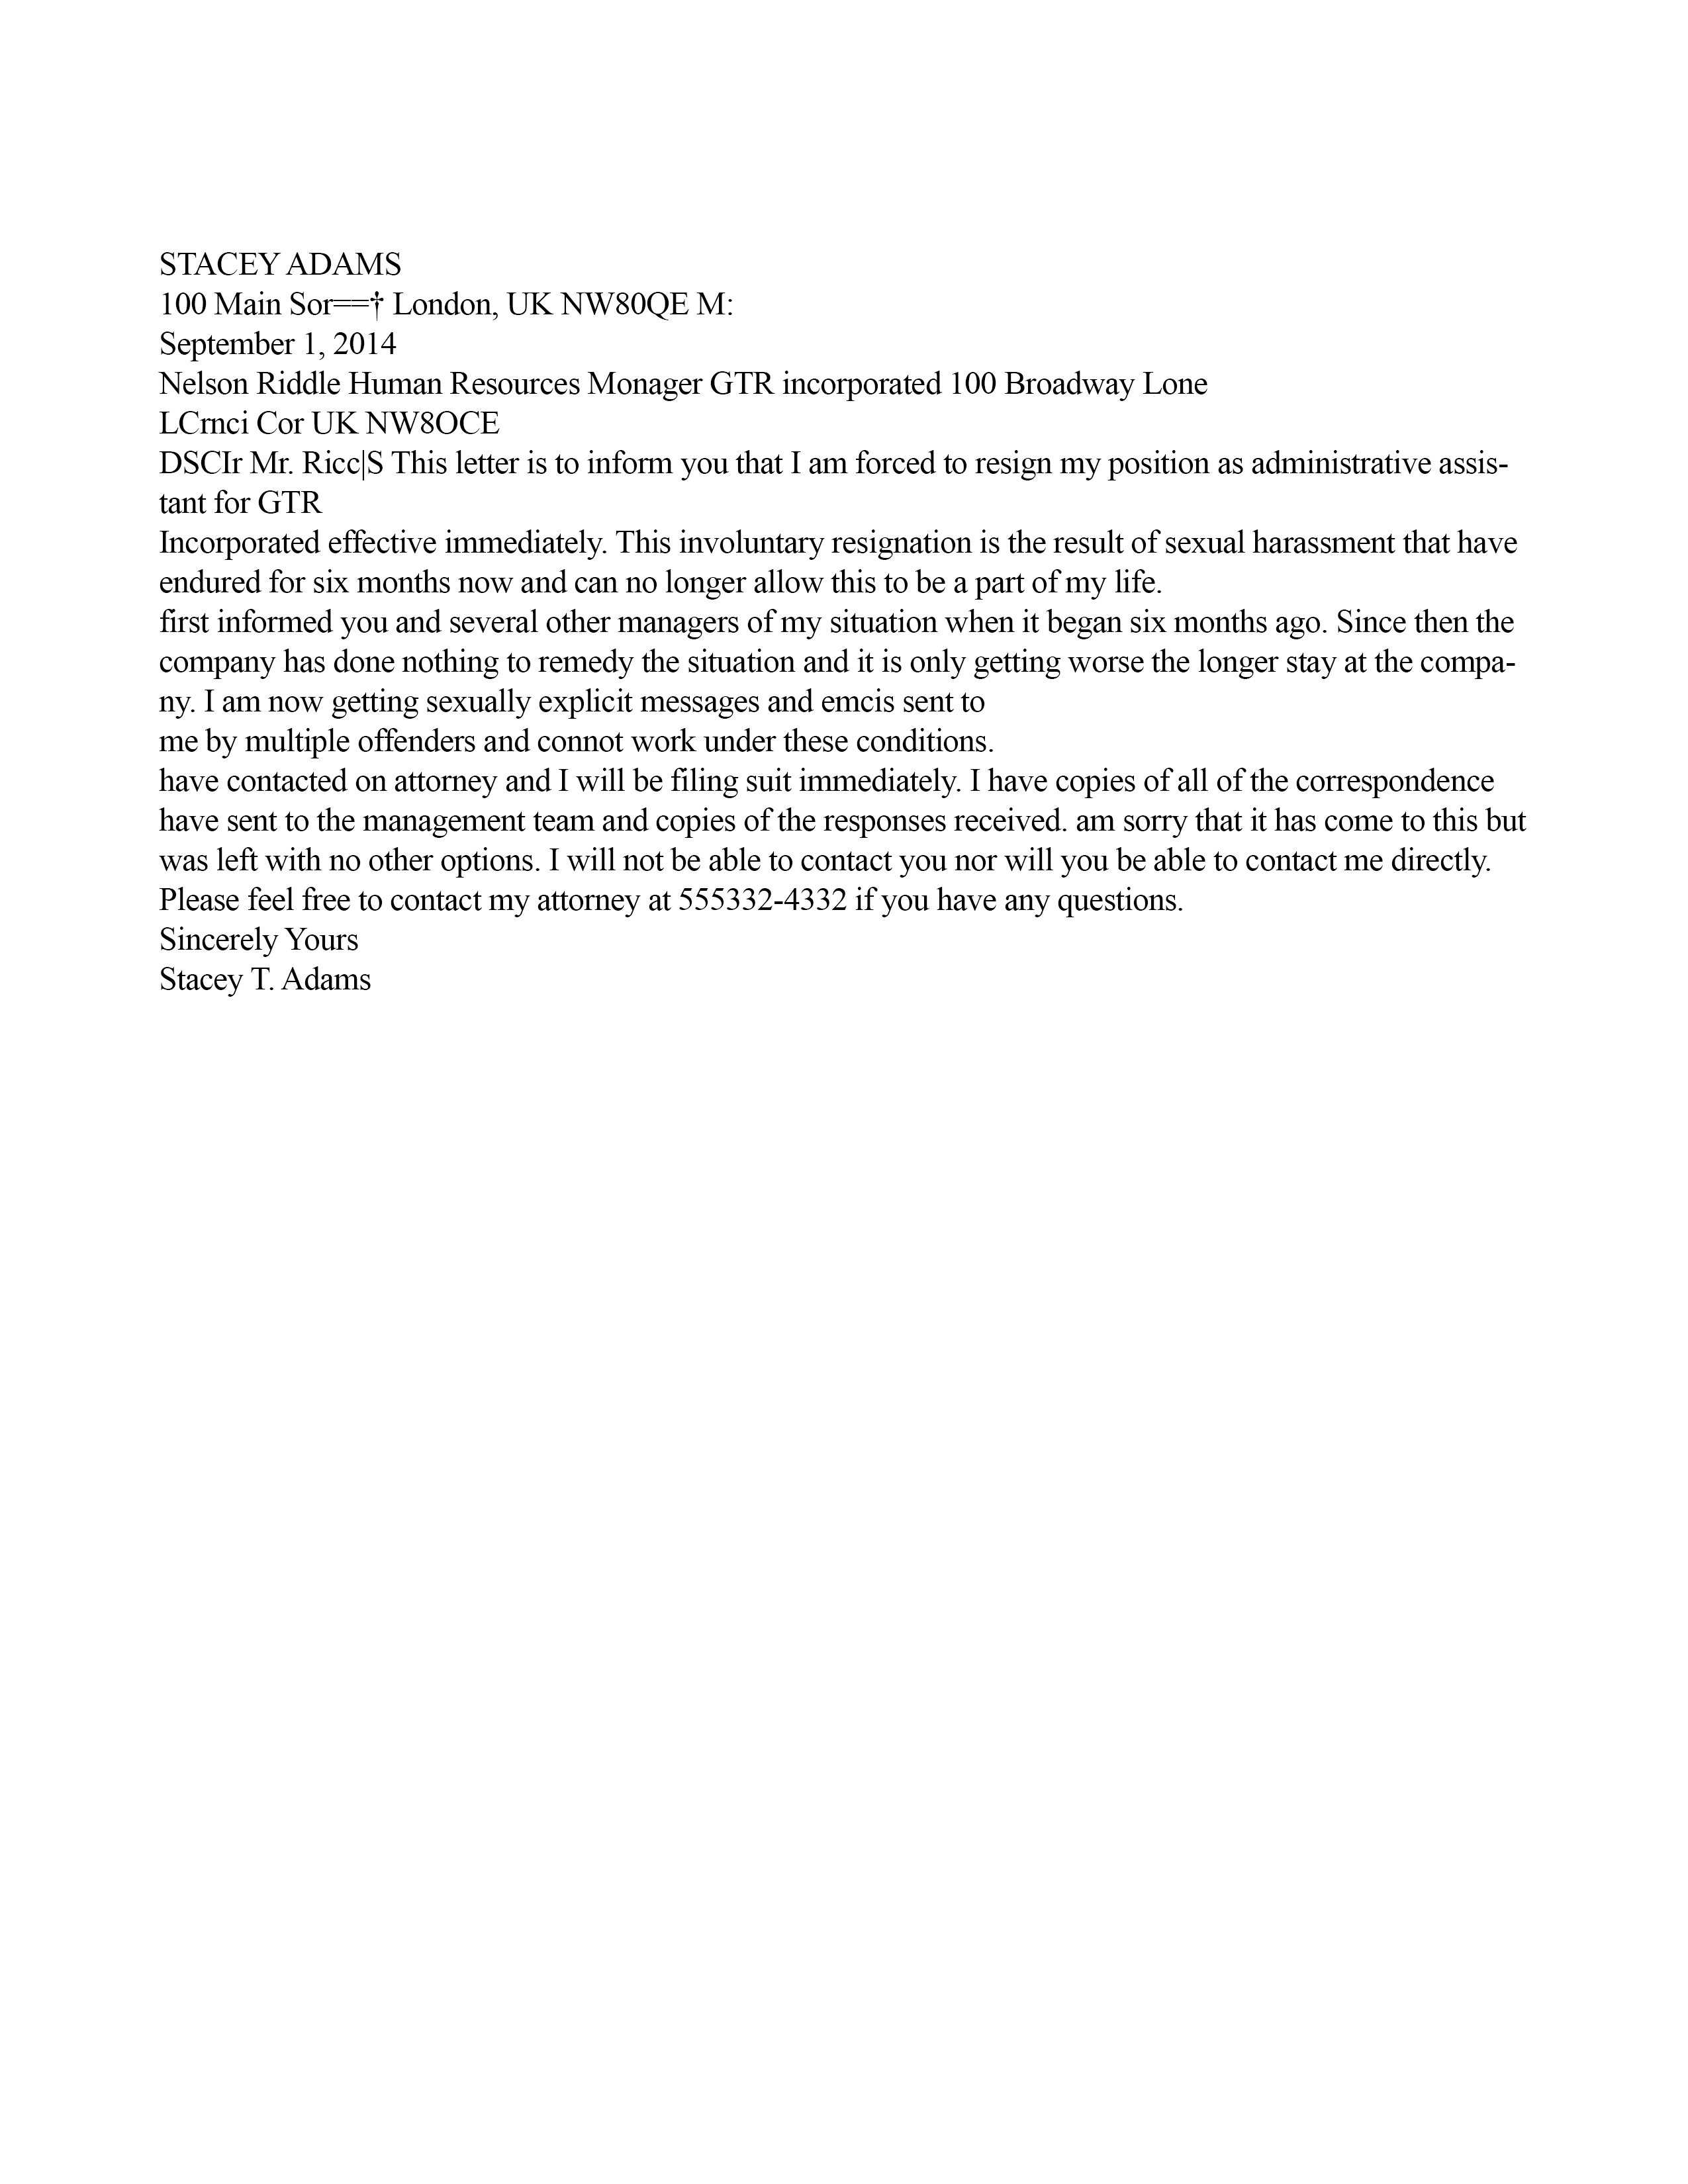 STACEY ADAMS
100 Main Sor==† London, UK NW80QE M:
September 1, 2014
Nelson Riddle Human Resources Monager GTR incorporated 100 Broadway Lone
LCrnci Cor UK NW8OCE
DSCIr Mr. Ricc|S This letter is to inform you that I am forced to resign my position as administrative assis-
tant for GTR
Incorporated effective immediately. This involuntary resignation is the result of sexual harassment that have
endured for six months now and can no longer allow this to be a part of my life.
first informed you and several other managers of my situation when it began six months ago. Since then the
company has done nothing to remedy the situation and it is only getting worse the longer stay at the compa-
ny. I am now getting sexually explicit messages and emcis sent to
me by multiple offenders and connot work under these conditions.
have contacted on attorney and I will be filing suit immediately. I have copies of all of the correspondence
have sent to the management team and copies of the responses received. am sorry that it has come to this but
was left with no other options. I will not be able to contact you nor will you be able to contact me directly.
Please feel free to contact my attorney at 555332-4332 if you have any questions.
Sincerely Yours
Stacey T. Adams